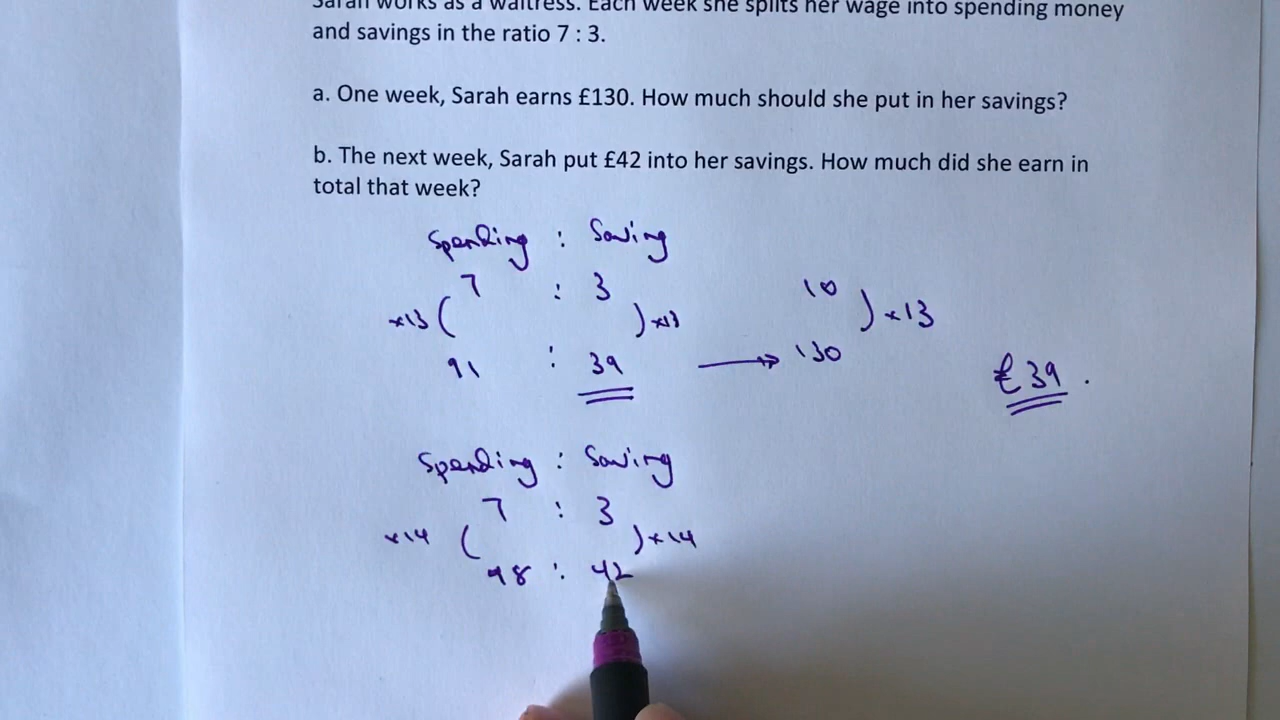 Sarah works as a waitress. Each week she splits her wage into spending money
and savings in the ratio 7 : 3.
a. One week, Sarah earns £130. How much should she put in her savings?
b. The next week, Sarah put £42 into her savings. How much did she earn in
total that week?
Spending : Saving
7 : 3 10
×13 ( ) ×13 ) ×13
91 : 39 → 130
£39.
Spending : Saving
7 : 3
×14 ( ) ×14
98 : 42